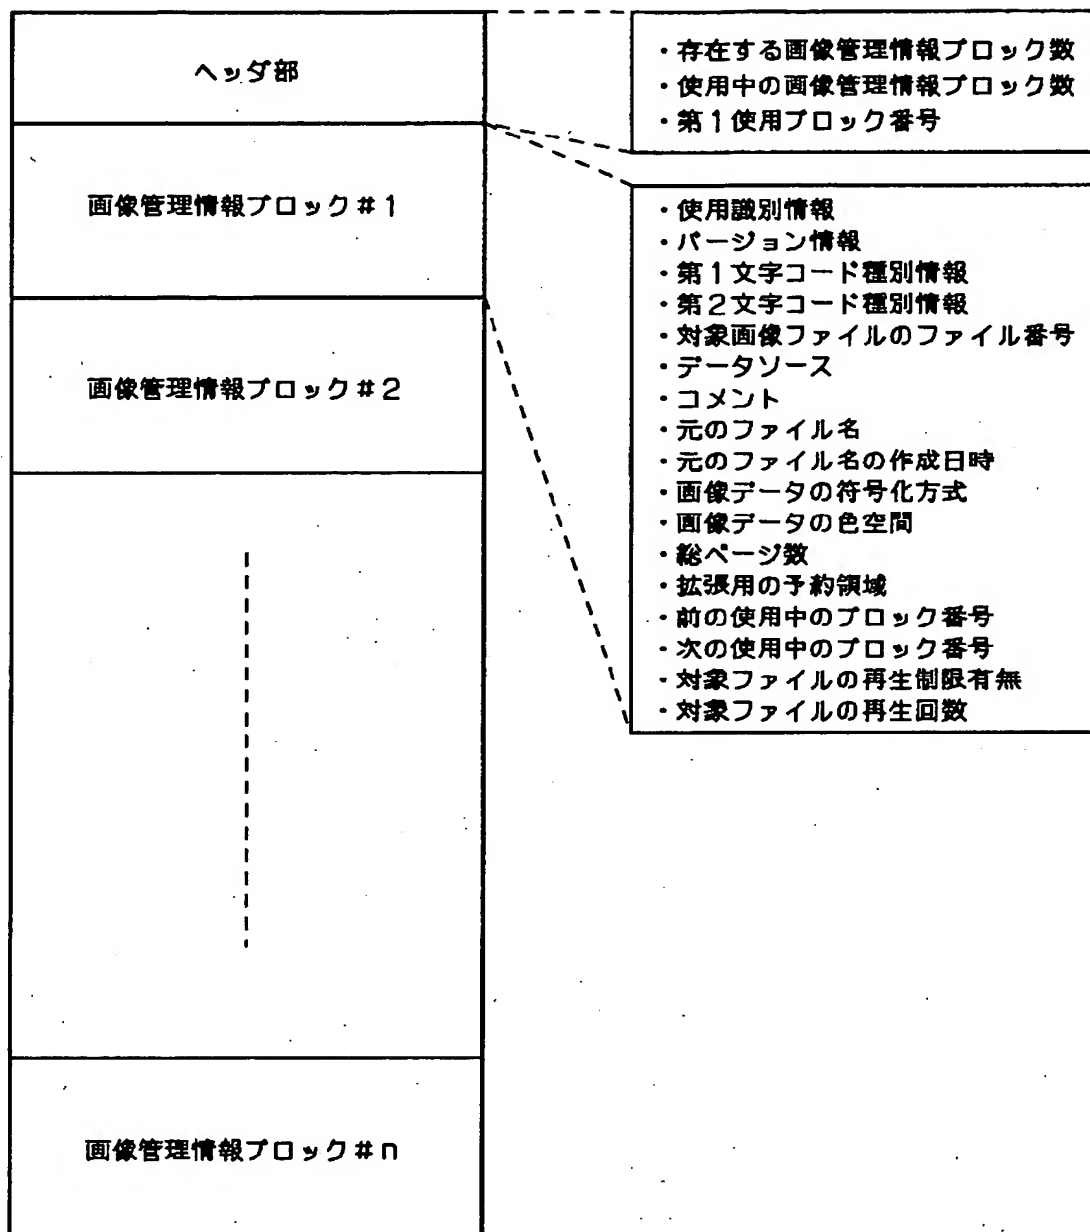 ヘッダ部
・存在する画像管理情報ブロック数
・使用中の画像管理情報ブロック数
・第1使用ブロック番号
画像管理情報ブロック#1
・使用識別情報
・バージョン情報
・第1文字コード種別情報
・第2文字コード種別情報
・対象画像ファイルのファイル番号
・データソース
・コメント
・元のファイル名
・元のファイル名の作成日時
・画像データの符号化方式
・画像データの色空間
・総ページ数
・拡張用の予約領域
・前の使用中のブロック番号
・次の使用中のブロック番号
・対象ファイルの再生制限有無
・対象ファイルの再生回数
画像管理情報ブロック#2
画像管理情報ブロック#n